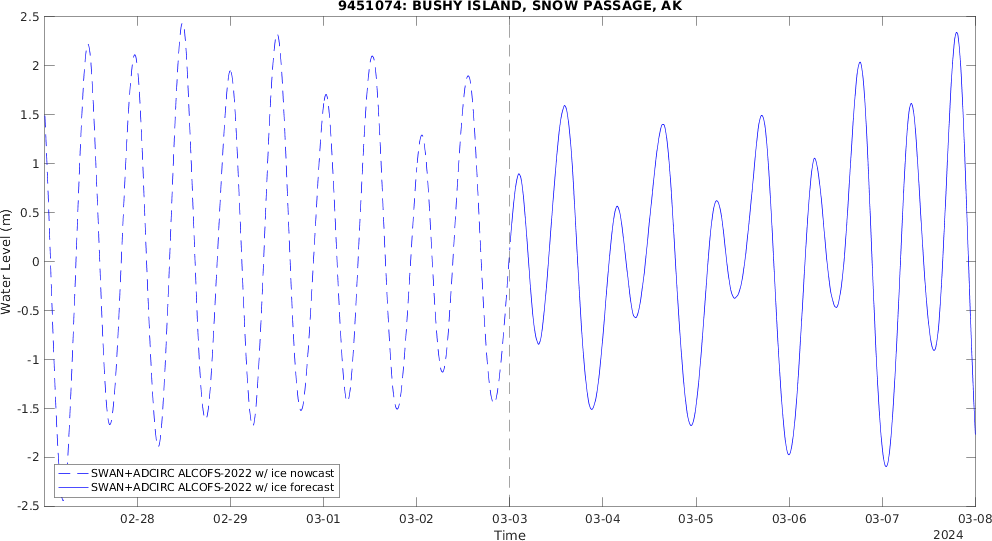 9451074: BUSHY ISLAND, SNOW PASSAGE, AK
2.5
2
1.5
1
0.5
0
-0.5
-1
-1.5
-2
-2.5
Water Level (m)
SWAN+ADCIRC ALCOFS-2022 w/ ice nowcast
SWAN+ADCIRC ALCOFS-2022 w/ ice forecast
02-28 02-29 03-01 03-02 03-03 03-04 03-05 03-06 03-07 03-08
Time
2024